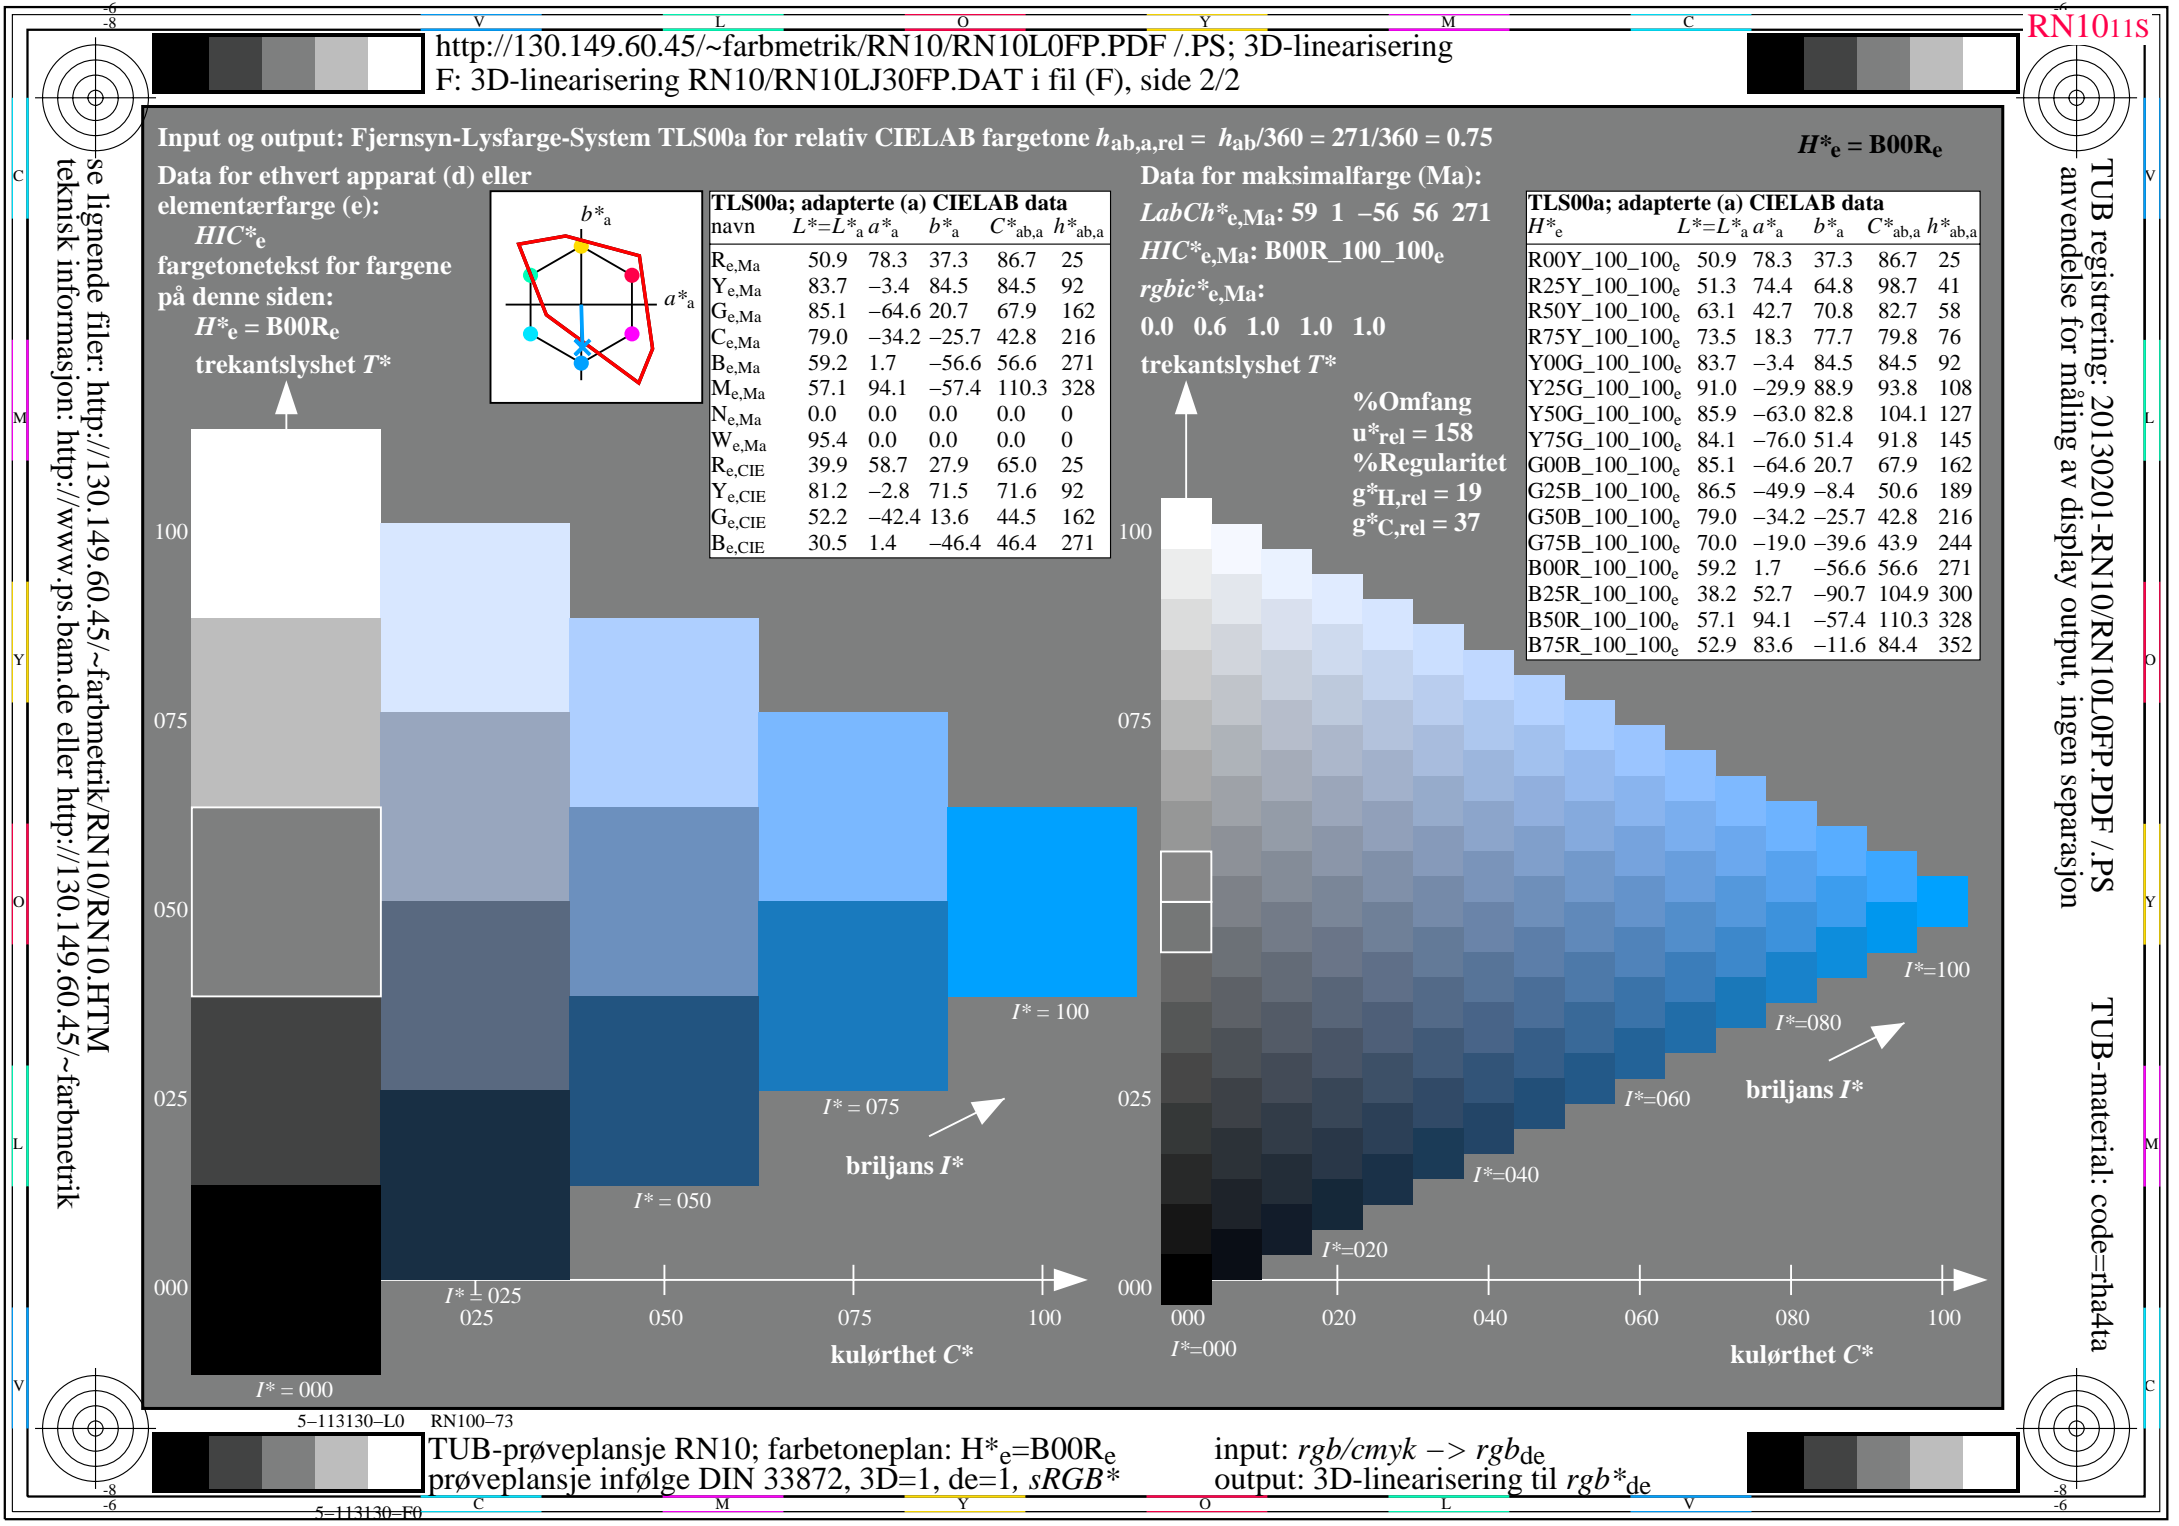 -6
-8
V
L
O
Y
M
C
-6
RN1011S
http://130.149.60.45/~farbmetrik/RN10/RN10L0FP.PDF /.PS; 3D-linearisering
F: 3D-linearisering RN10/RN10LJ30FP.DAT i fil (F), side 2/2
se lignende filer: http://130.149.60.45/~farbmetrik/RN10/RN10.HTM
teknisk informasjon: http://www.ps.bam.de eller http://130.149.60.45/~farbmetrik
C
M
Y
O
L
V
Input og output: Fjernsyn-Lysfarge-System TLS00a for relativ CIELAB fargetone hab,a,rel = hab/360 = 271/360 = 0.75
H*e = B00Re
Data for ethvert apparat (d) eller
elementærfarge (e):
HIC*e
fargetonetekst for fargene
på denne siden:
H*e = B00Re
trekantslyshet T*
b*a
a*a
TLS00a; adapterte (a) CIELAB data
navn L*=L*a a*a b*a C*ab,a h*ab,a
Re,Ma 50.9 78.3 37.3 86.7 25
Ye,Ma 83.7 −3.4 84.5 84.5 92
Ge,Ma 85.1 −64.6 20.7 67.9 162
Ce,Ma 79.0 −34.2 −25.7 42.8 216
Be,Ma 59.2 1.7 −56.6 56.6 271
Me,Ma 57.1 94.1 −57.4 110.3 328
Ne,Ma 0.0 0.0 0.0 0.0 0
We,Ma 95.4 0.0 0.0 0.0 0
Re,CIE 39.9 58.7 27.9 65.0 25
Ye,CIE 81.2 −2.8 71.5 71.6 92
Ge,CIE 52.2 −42.4 13.6 44.5 162
Be,CIE 30.5 1.4 −46.4 46.4 271
100
075
050
025
000
I* = 000
I* = 025
I* = 050
I* = 075
I* = 100
briljans I*
025 050 075 100
kulørthet C*
Data for maksimalfarge (Ma):
LabCh*e,Ma: 59 1 −56 56 271
HIC*e,Ma: B00R_100_100e
rgbic*e,Ma:
0.0 0.6 1.0 1.0 1.0
trekantslyshet T*
%Omfang
u*rel = 158
%Regularitet
g*H,rel = 19
g*C,rel = 37
TLS00a; adapterte (a) CIELAB data
H*e L*=L*a a*a b*a C*ab,a h*ab,a
R00Y_100_100e 50.9 78.3 37.3 86.7 25
R25Y_100_100e 51.3 74.4 64.8 98.7 41
R50Y_100_100e 63.1 42.7 70.8 82.7 58
R75Y_100_100e 73.5 18.3 77.7 79.8 76
Y00G_100_100e 83.7 −3.4 84.5 84.5 92
Y25G_100_100e 91.0 −29.9 88.9 93.8 108
Y50G_100_100e 85.9 −63.0 82.8 104.1 127
Y75G_100_100e 84.1 −76.0 51.4 91.8 145
G00B_100_100e 85.1 −64.6 20.7 67.9 162
G25B_100_100e 86.5 −49.9 −8.4 50.6 189
G50B_100_100e 79.0 −34.2 −25.7 42.8 216
G75B_100_100e 70.0 −19.0 −39.6 43.9 244
B00R_100_100e 59.2 1.7 −56.6 56.6 271
B25R_100_100e 38.2 52.7 −90.7 104.9 300
B50R_100_100e 57.1 94.1 −57.4 110.3 328
B75R_100_100e 52.9 83.6 −11.6 84.4 352
100
075
050
025
000
I*=100
I*=080
I*=060
I*=040
I*=020
I*=000
briljans I*
000 020 040 060 080 100
kulørthet C*
TUB registrering: 20130201-RN10/RN10L0FP.PDF /.PS
anvendelse for måling av display output, ingen separasjon
TUB-material: code=rha4ta
V
L
O
Y
M
C
5−113130−L0 RN100−73
TUB-prøveplansje RN10; farbetoneplan: H*e=B00Re
prøveplansje infølge DIN 33872, 3D=1, de=1, sRGB*
input: rgb/cmyk −> rgbde
output: 3D-linearisering til rgb*de
-8
-6
5−113130−F0
C
M
Y
O
L
V
-8
-6